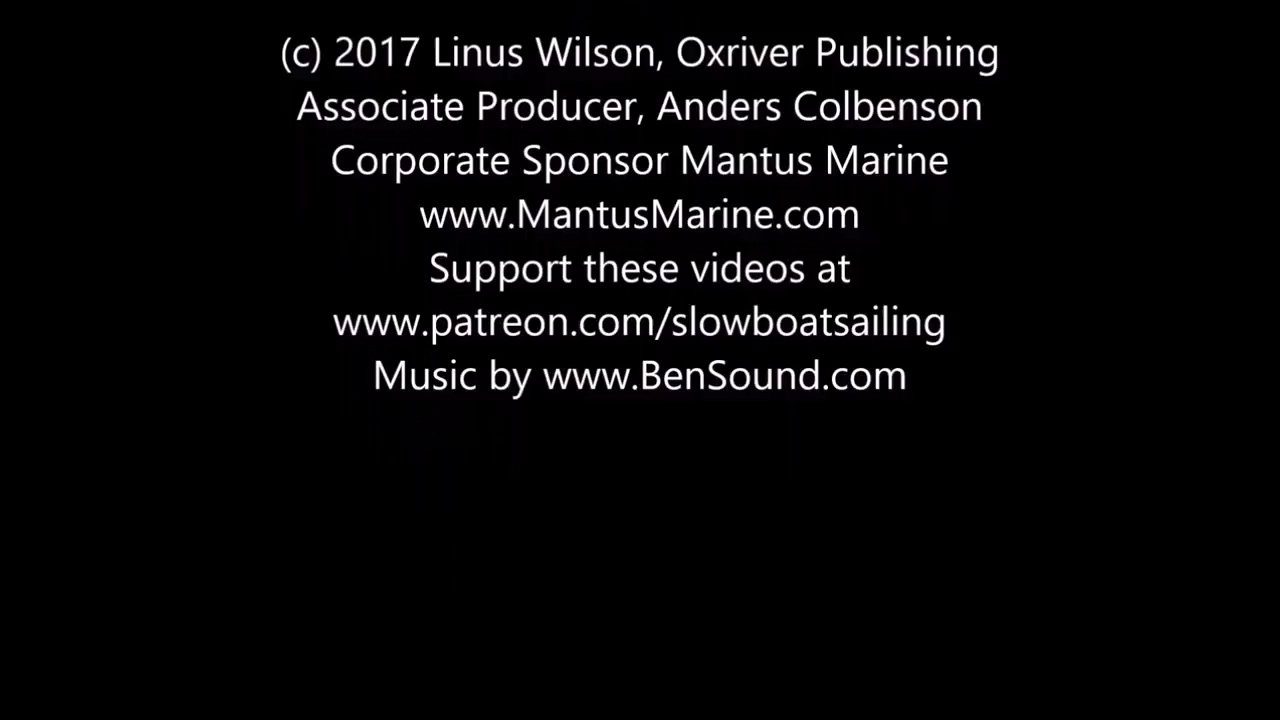 (c) 2017 Linus Wilson, Oxriver Publishing
Associate Producer, Anders Colbenson
Corporate Sponsor Mantus Marine
www.MantusMarine.com
Support these videos at
www.patreon.com/slowboatsailing
Music by www.BenSound.com